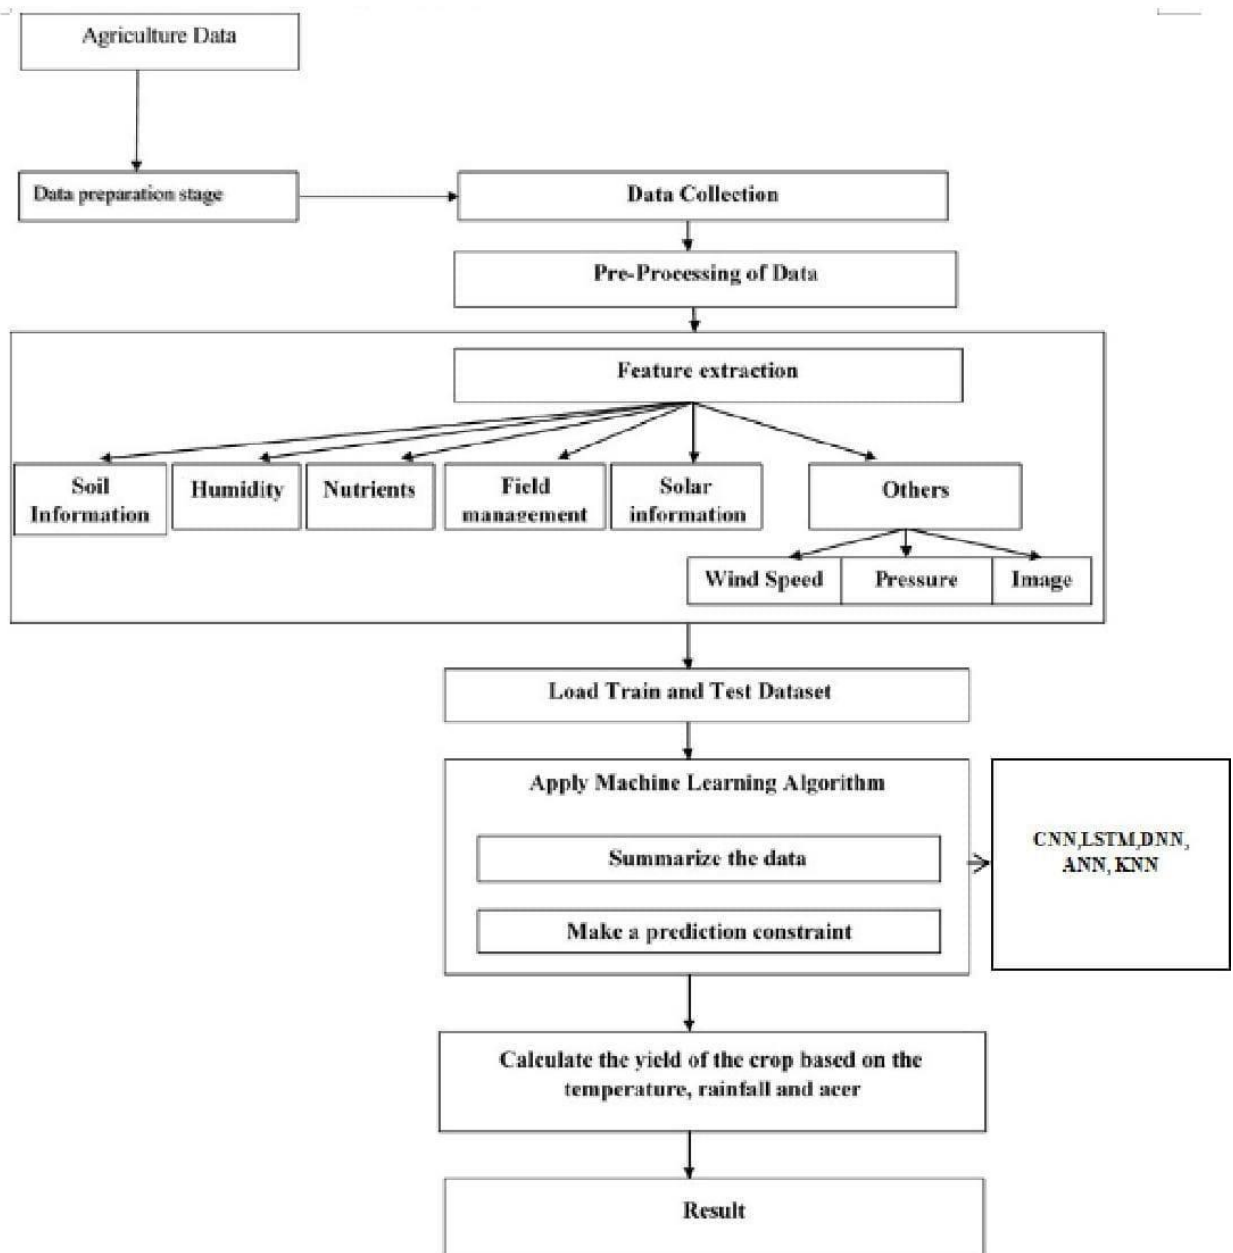 Agriculture Data
Data preparation stage
Data Collection
Pre-Processing of Data
Feature extraction
Soil
Information
Humidity
Nutrients
Field
management
Solar
information
Others
Wind Speed
Pressure
Image
Load Train and Test Dataset
Apply Machine Learning Algorithm
Summarize the data
Make a prediction constraint
CNN,LSTM,DNN,
ANN, KNN
Calculate the yield of the crop based on the
temperature, rainfall and acer
Result